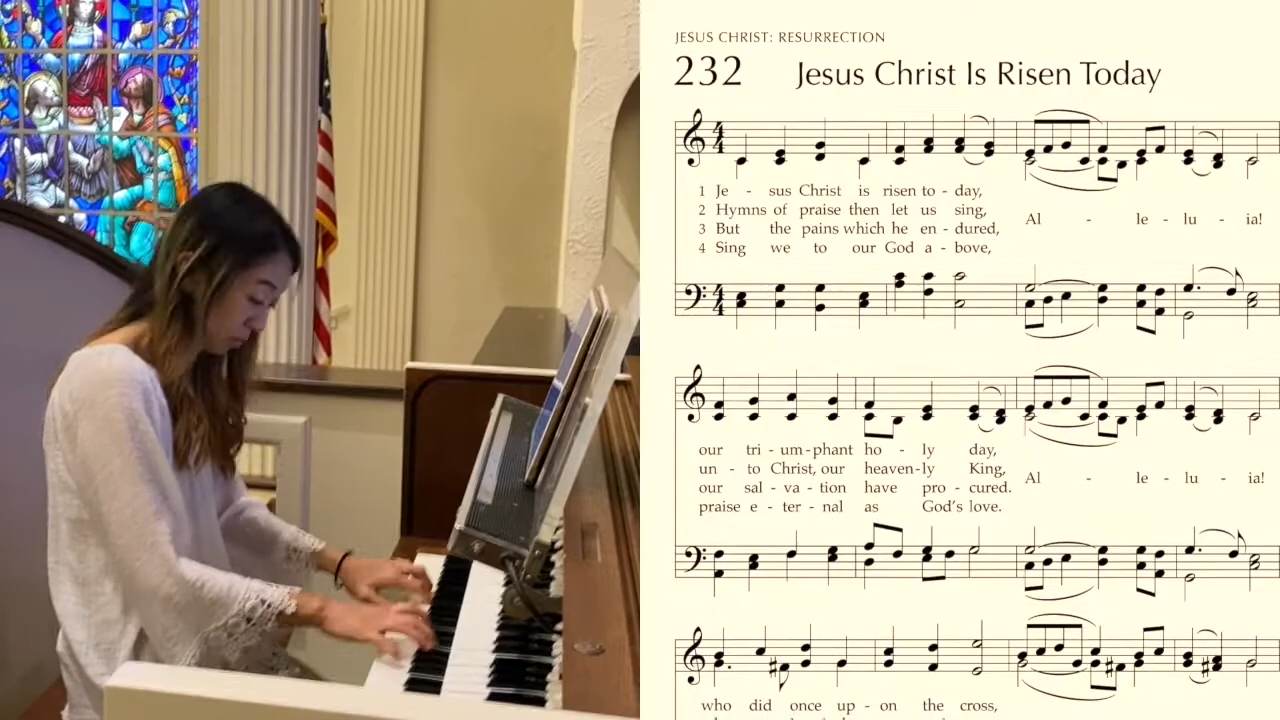 JESUS CHRIST: RESURRECTION
232 Jesus Christ Is Risen Today
1 Je - sus Christ is risen to - day,
2 Hymns of praise then let us sing,
3 But the pains which he en - dured,
4 Sing we to our God a - bove,
Al - le - lu - ia!
our tri - um - phant ho - ly day,
un - to Christ, our heaven - ly King,
our sal - va - tion have pro - cured.
praise e - ter - nal as God's love.
Al - le - lu - ia!
who did once up - on the cross,